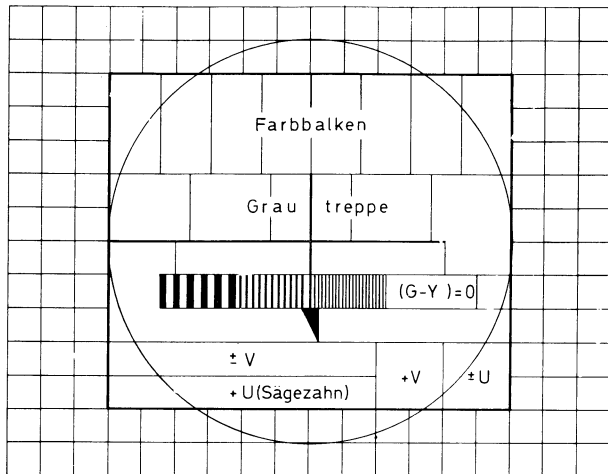 Farbbalken
Grau treppe
(G-Y)=0
± V
+U(Sägezahn)
+V
±U